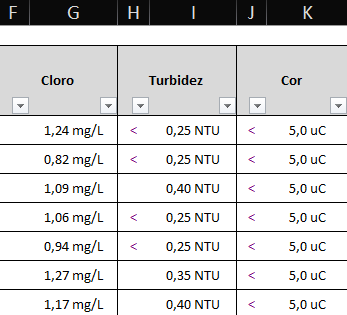 F G H I J K
Cloro Turbidez Cor
1,24 mg/L < 0,25 NTU < 5,0 uC
0,82 mg/L < 0,25 NTU < 5,0 uC
1,09 mg/L 0,40 NTU < 5,0 uC
1,06 mg/L < 0,25 NTU < 5,0 uC
0,94 mg/L < 0,25 NTU < 5,0 uC
1,27 mg/L 0,35 NTU < 5,0 uC
1,17 mg/L 0,40 NTU < 5,0 uC